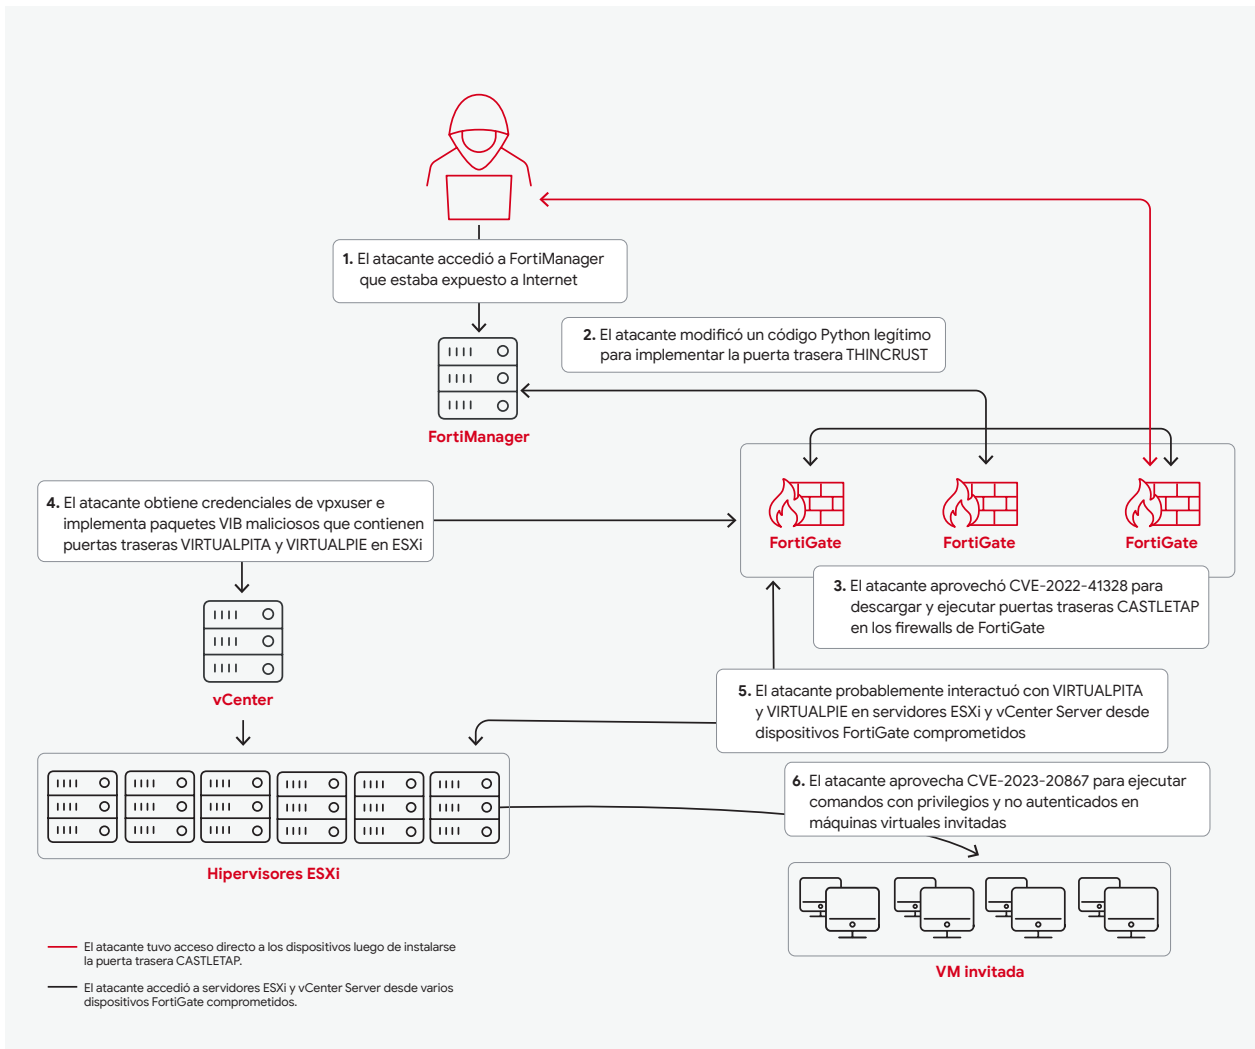 1. El atacante accedió a FortiManager
que estaba expuesto a Internet
2. El atacante modificó un código Python legítimo
para implementar la puerta trasera THINCRUST
FortiManager
4. El atacante obtiene credenciales de vpxuser e
implementa paquetes VIB maliciosos que contienen
puertas traseras VIRTUALPITA y VIRTUALPIE en ESXi
FortiGate
FortiGate
FortiGate
3. El atacante aprovechó CVE-2022-41328 para
descargar y ejecutar puertas traseras CASTLETAP
en los firewalls de FortiGate
vCenter
5. El atacante probablemente interactuó con VIRTUALPITA
y VIRTUALPIE en servidores ESXi y vCenter Server desde
dispositivos FortiGate comprometidos
6. El atacante aprovecha CVE-2023-20867 para ejecutar
comandos con privilegios y no autenticados en
máquinas virtuales invitadas
Hipervisores ESXi
VM invitada
El atacante tuvo acceso directo a los dispositivos luego de instalarse
la puerta trasera CASTLETAP.
El atacante accedió a servidores ESXi y vCenter Server desde varios
dispositivos FortiGate comprometidos.